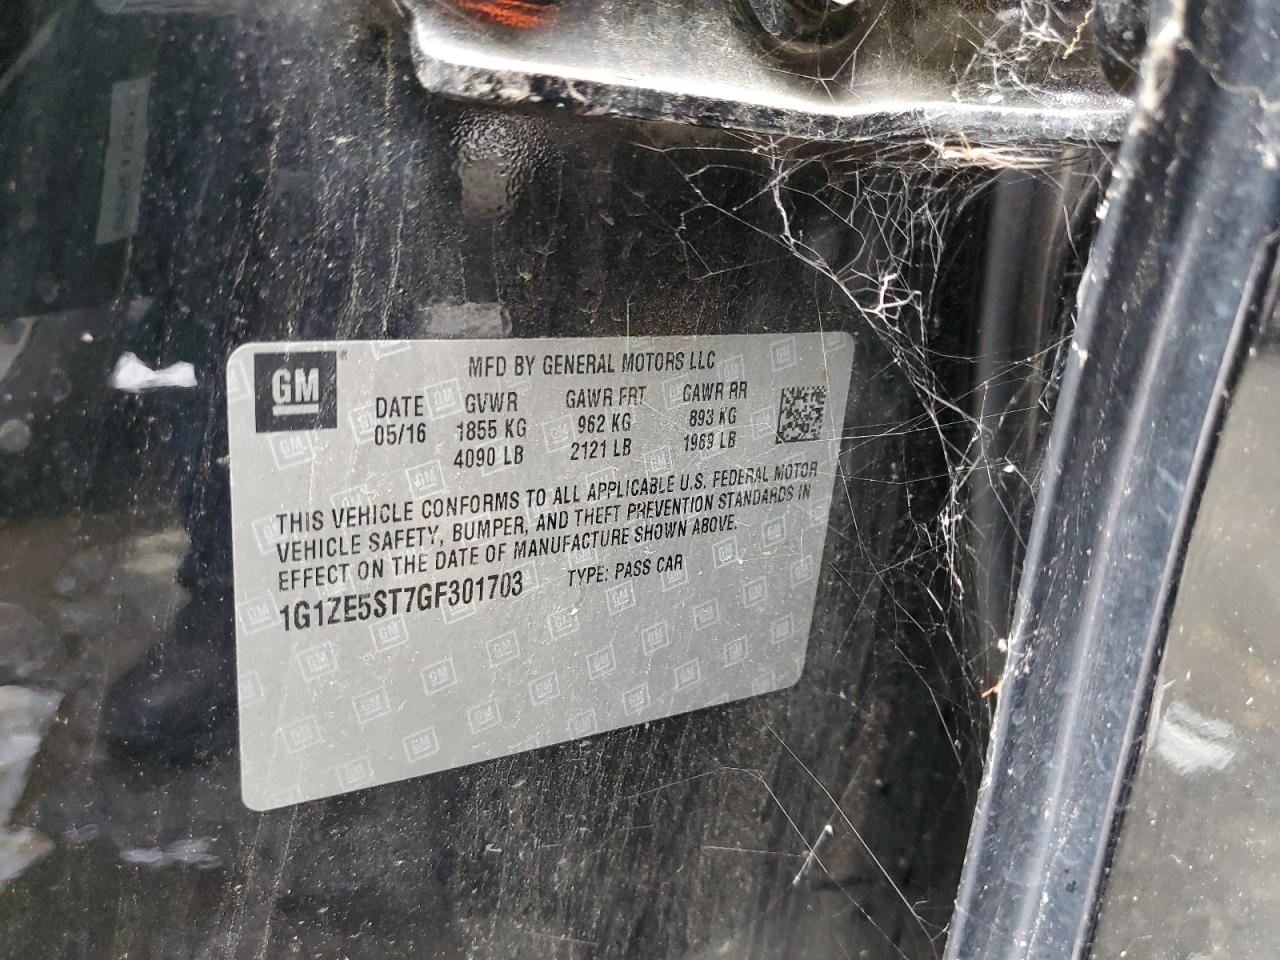 GM
MFD BY GENERAL MOTORS LLC
DATE GVWR GAWR FRT GAWR RR
05/16 1855 KG 962 KG 893 KG
4090 LB 2121 LB 1969 LB
THIS VEHICLE CONFORMS TO ALL APPLICABLE U.S. FEDERAL MOTOR
VEHICLE SAFETY, BUMPER, AND THEFT PREVENTION STANDARDS IN
EFFECT ON THE DATE OF MANUFACTURE SHOWN ABOVE.
1G1ZE5ST7GF301703 TYPE: PASS CAR